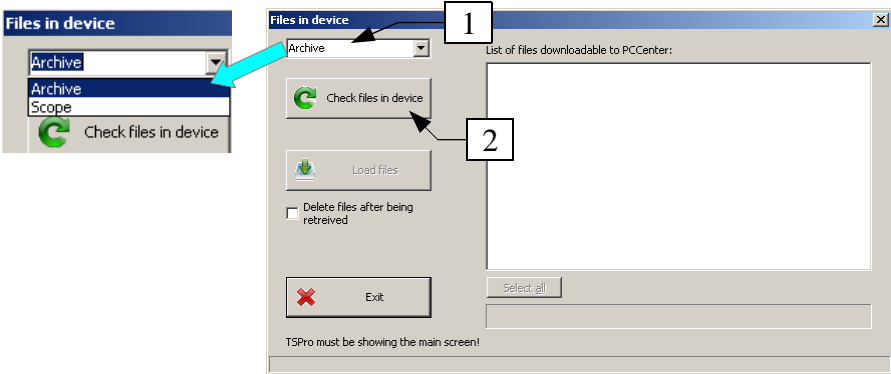 Files in device
Archive
Archive
Scope
Check files in device
Files in device
1
Archive
List of files downloadable to PCCenter:
Check files in device
2
Load files
Delete files after being
retreived
Exit
Select all
TSPro must be showing the main screen!